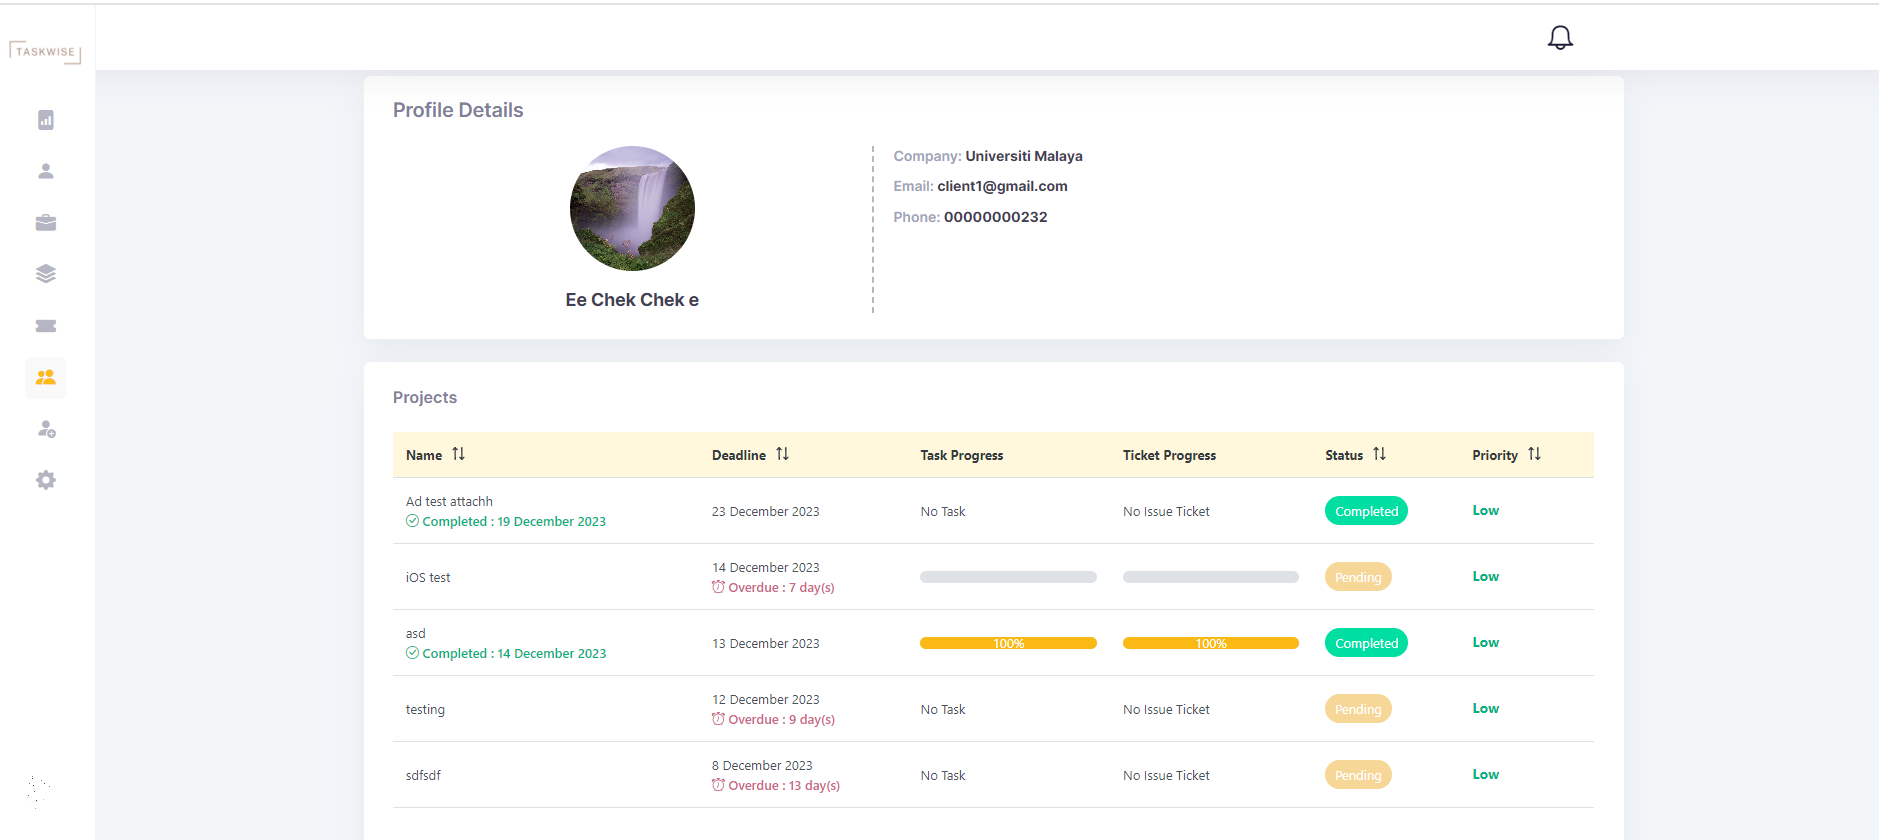 TASKWISE
Profile Details
Ee Chek Chek e
Company: Universiti Malaya
Email: client1@gmail.com
Phone: 00000000232
Projects
Name Deadline Task Progress Ticket Progress Status Priority
Ad test attachh
Completed : 19 December 2023
23 December 2023 No Task No Issue Ticket Completed Low
iOS test
14 December 2023
Overdue : 7 day(s)
Pending Low
asd
Completed : 14 December 2023
13 December 2023 100% 100% Completed Low
testing
12 December 2023
Overdue : 9 day(s)
No Task No Issue Ticket Pending Low
sdfsdf
8 December 2023
Overdue : 13 day(s)
No Task No Issue Ticket Pending Low